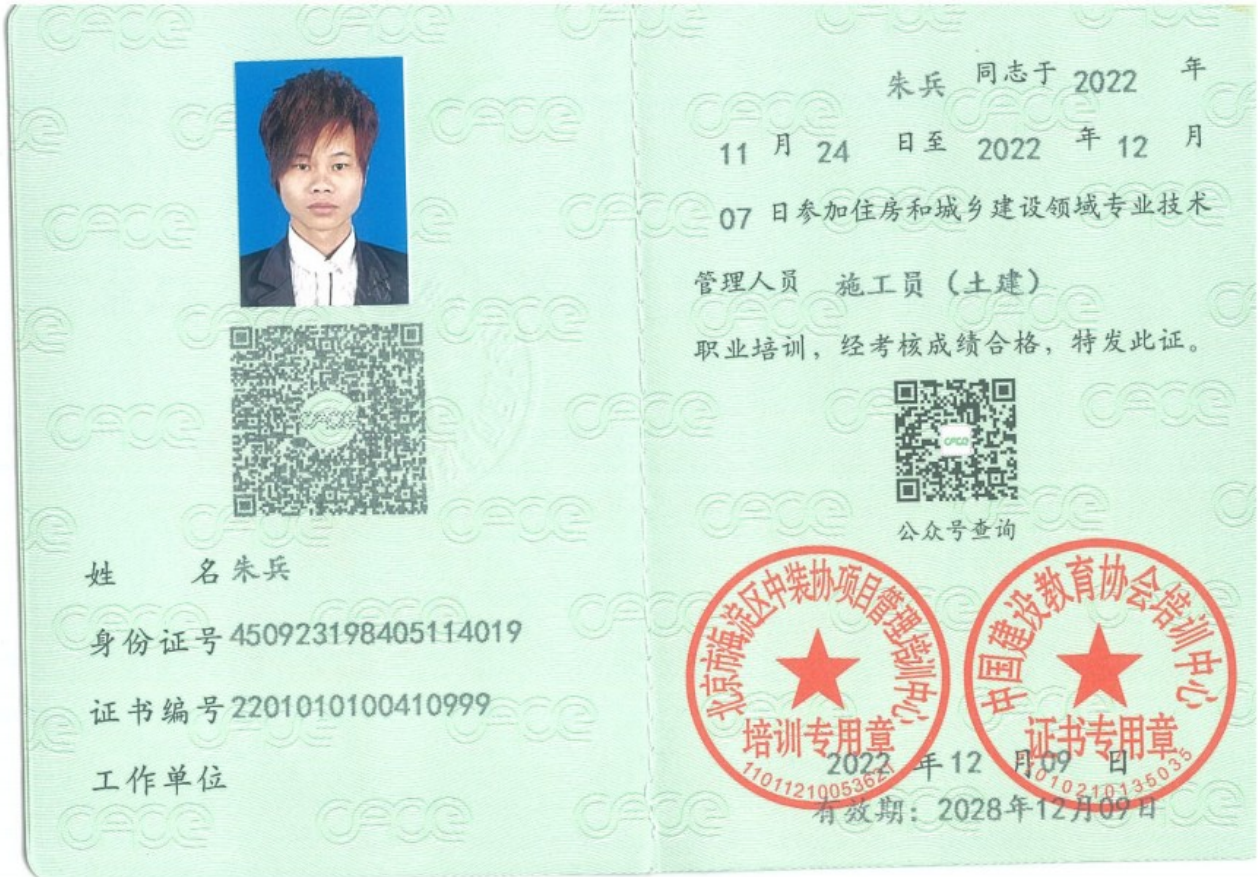 姓 名 朱兵
身份证号 450923198405114019
证书编号 2201010100410999
工作单位
朱兵 同志于 2022 年
11 月 24 日至 2022 年 12 月
07 日参加住房和城乡建设领域专业技术
管理人员 施工员（土建）
职业培训，经考核成绩合格，特发此证。
公众号查询
北京市海淀区中装协项目管理培训中心
培训专用章
中国建设教育协会培训中心
证书专用章
2022 年 12 月 09 日
有效期：2028年12月09日
CECE